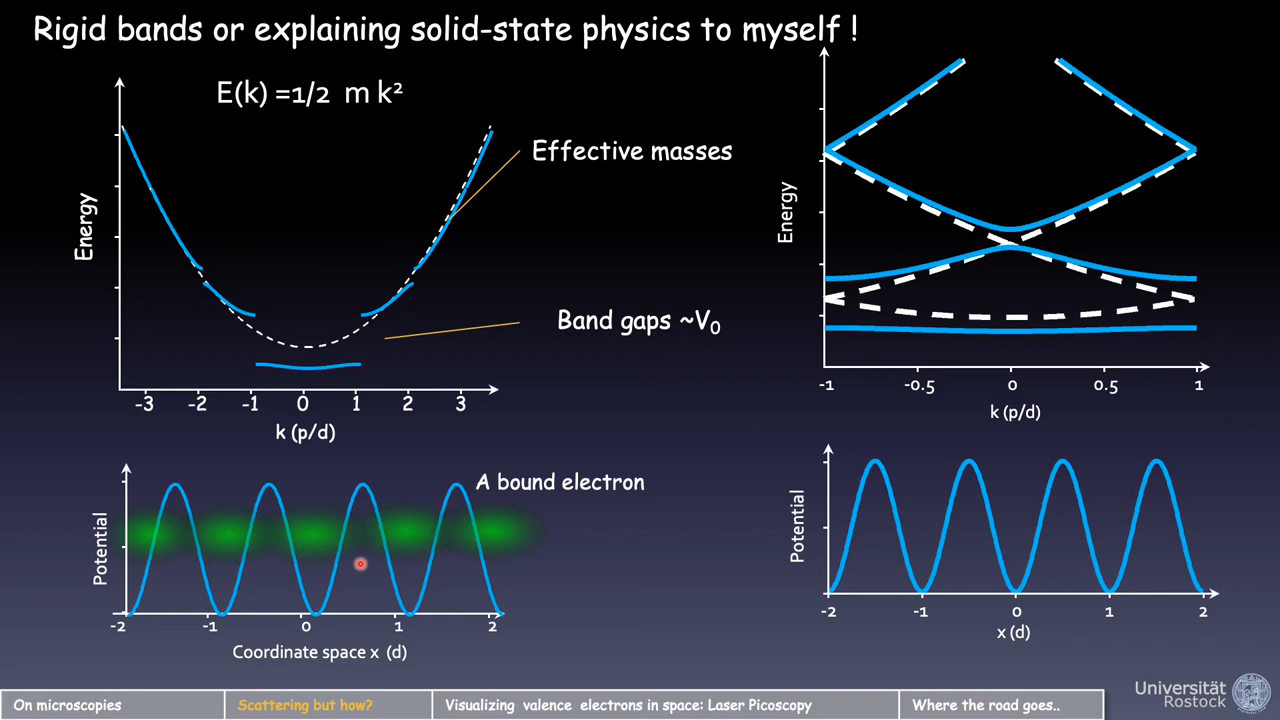 Rigid bands or explaining solid-state physics to myself !
E(k) =1/2 m k²
Effective masses
Energy
Band gaps ~V₀
-3 -2 -1 0 1 2 3
k (p/d)
Energy
-1 -0.5 0 0.5 1
k (p/d)
A bound electron
Potential
-2 -1 0 1 2
Coordinate space x (d)
Potential
-2 -1 0 1 2
x (d)
On microscopies
Scattering but how?
Visualizing valence electrons in space: Laser Picoscopy
Where the road goes..
Universität
Rostock